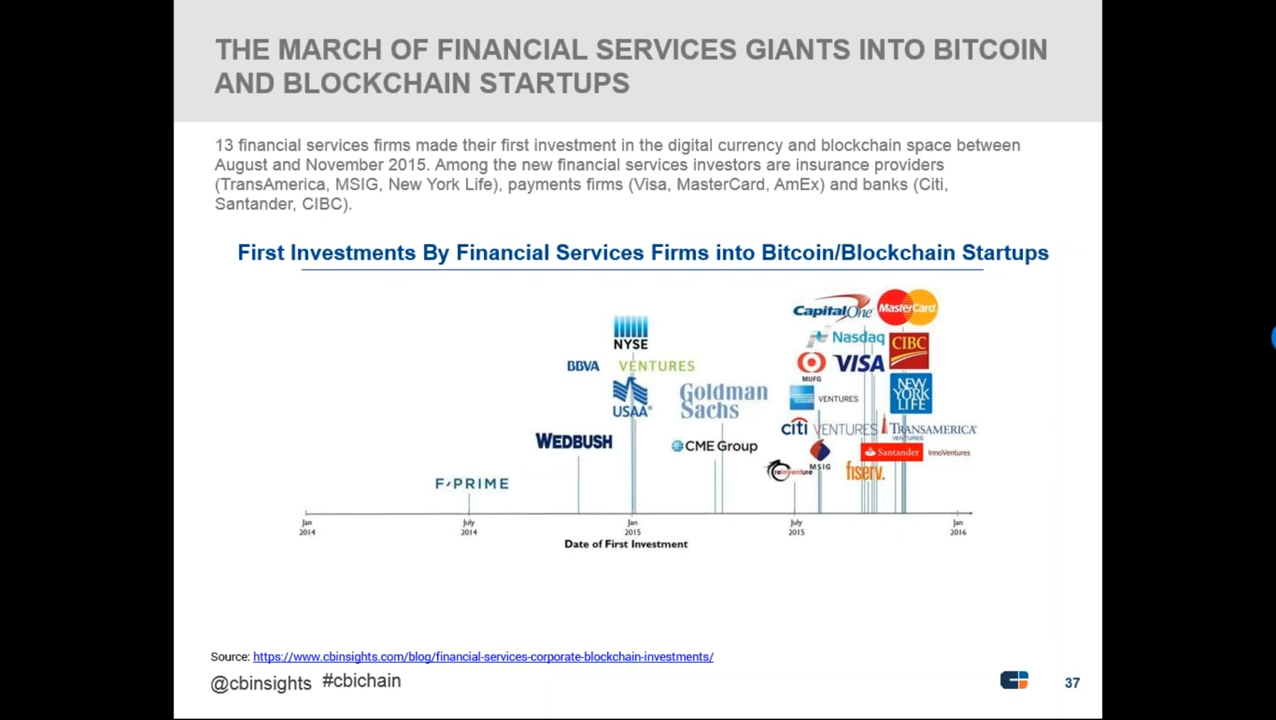 THE MARCH OF FINANCIAL SERVICES GIANTS INTO BITCOIN
AND BLOCKCHAIN STARTUPS
13 financial services firms made their first investment in the digital currency and blockchain space between
August and November 2015. Among the new financial services investors are insurance providers
(TransAmerica, MSIG, New York Life), payments firms (Visa, MasterCard, AmEx) and banks (Citi,
Santander, CIBC).
First Investments By Financial Services Firms into Bitcoin/Blockchain Startups
CapitalOne
MasterCard
NYSE
Nasdaq
CIBC
BBVA VENTURES
MUFG
VISA
USAA
Goldman
Sachs
VENTURES
NEW
YORK
LIFE
citi VENTURES
TRANSAMERICA
VENTURES
WEDBUSH
CME Group
MSIG
Santander InnoVentures
reinventure
fiserv.
F-PRIME
Jan
2014
July
2014
Jan
2015
July
2015
Jan
2016
Date of First Investment
Source: https://www.cbinsights.com/blog/financial-services-corporate-blockchain-investments/
@cbinsights #cbichain
37